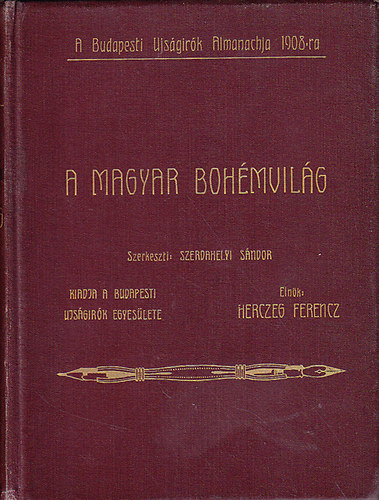 A Budapesti Ujságirók Almanachja 1908-ra
A MAGYAR BOHÉMVILÁG
Szerkeszti: SZERDAHELYI SÁNDOR
KIADJA A BUDAPESTI
UJSÁGIRÓK EGYESÜLETE
Elnök:
HERCZEG FERENCZ